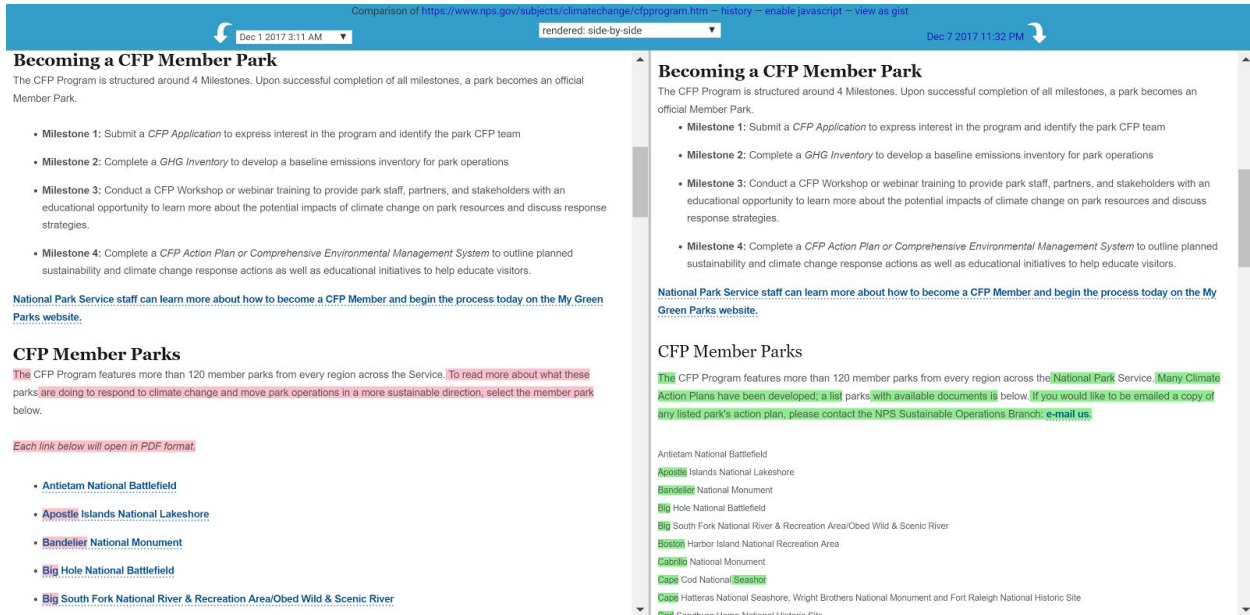 Comparison of https://www.nps.gov/subjects/climatechange/cfpprogram.htm — history — enable javascript — view as gist
Dec 1 2017 3:11 AM
rendered: side-by-side
Dec 7 2017 11:32 PM
Becoming a CFP Member Park
The CFP Program is structured around 4 Milestones. Upon successful completion of all milestones, a park becomes an official
Member Park.
• Milestone 1: Submit a CFP Application to express interest in the program and identify the park CFP team
• Milestone 2: Complete a GHG Inventory to develop a baseline emissions inventory for park operations
• Milestone 3: Conduct a CFP Workshop or webinar training to provide park staff, partners, and stakeholders with an
educational opportunity to learn more about the potential impacts of climate change on park resources and discuss response
strategies.
• Milestone 4: Complete a CFP Action Plan or Comprehensive Environmental Management System to outline planned
sustainability and climate change response actions as well as educational initiatives to help educate visitors.
National Park Service staff can learn more about how to become a CFP Member and begin the process today on the My Green
Parks website.
CFP Member Parks
The CFP Program features more than 120 member parks from every region across the Service. To read more about what these
parks are doing to respond to climate change and move park operations in a more sustainable direction, select the member park
below.
Each link below will open in PDF format.
• Antietam National Battlefield
• Apostle Islands National Lakeshore
• Bandelier National Monument
• Big Hole National Battlefield
• Big South Fork National River & Recreation Area/Obed Wild & Scenic River
Becoming a CFP Member Park
The CFP Program is structured around 4 Milestones. Upon successful completion of all milestones, a park becomes an
official Member Park.
• Milestone 1: Submit a CFP Application to express interest in the program and identify the park CFP team
• Milestone 2: Complete a GHG Inventory to develop a baseline emissions inventory for park operations
• Milestone 3: Conduct a CFP Workshop or webinar training to provide park staff, partners, and stakeholders with an
educational opportunity to learn more about the potential impacts of climate change on park resources and discuss
response strategies.
• Milestone 4: Complete a CFP Action Plan or Comprehensive Environmental Management System to outline planned
sustainability and climate change response actions as well as educational initiatives to help educate visitors.
National Park Service staff can learn more about how to become a CFP Member and begin the process today on the My
Green Parks website.
CFP Member Parks
The CFP Program features more than 120 member parks from every region across the National Park Service. Many Climate
Action Plans have been developed; a list parks with available documents is below. If you would like to be emailed a copy of
any listed park's action plan, please contact the NPS Sustainable Operations Branch: e-mail us.
Antietam National Battlefield
Apostle Islands National Lakeshore
Bandelier National Monument
Big Hole National Battlefield
Big South Fork National River & Recreation Area/Obed Wild & Scenic River
Boston Harbor Island National Recreation Area
Cabrillo National Monument
Cape Cod National Seashor
Cape Hatteras National Seashore, Wright Brothers National Monument and Fort Raleigh National Historic Site
Carl Sandburg Home National Historic Site